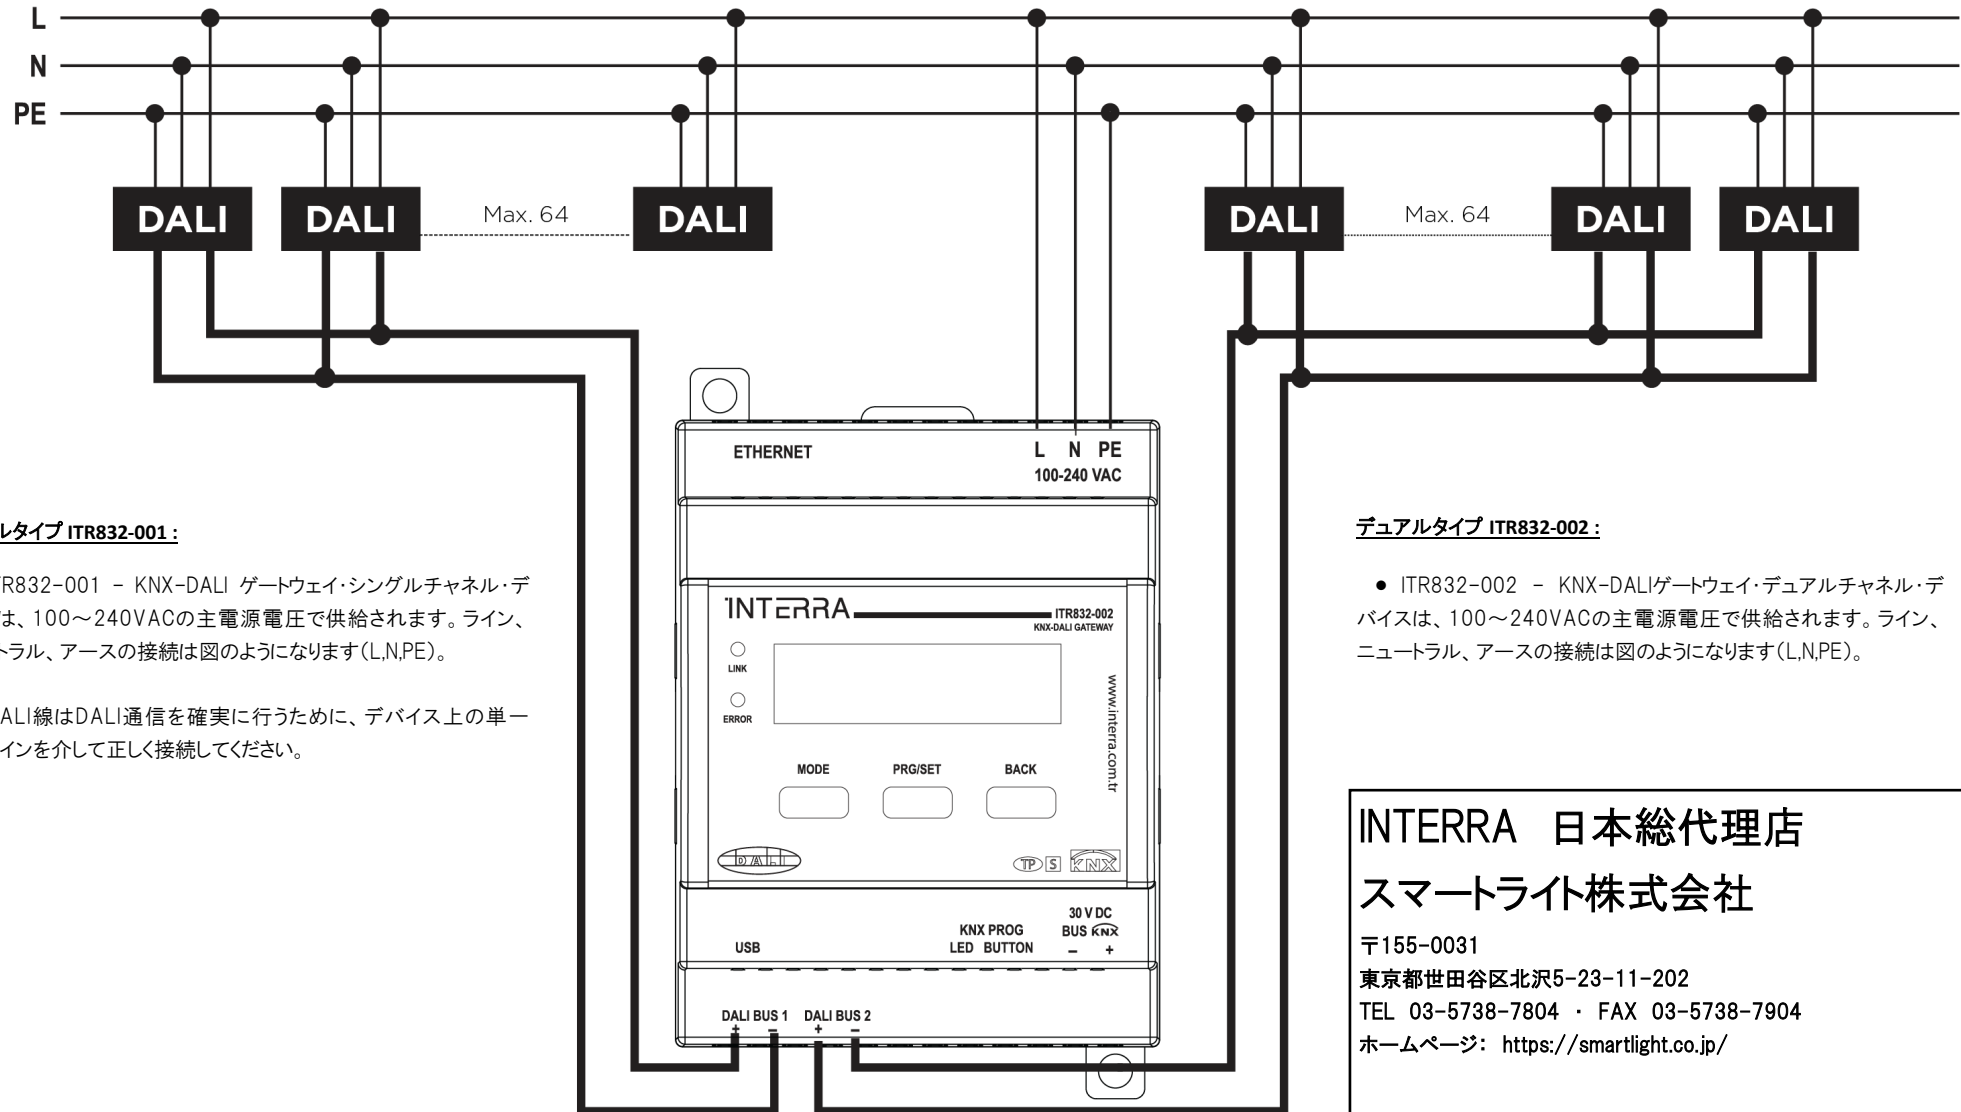 L
N
PE
DALI
DALI
Max. 64
DALI
DALI
Max. 64
DALI
DALI
ETHERNET
L N PE
100-240 VAC
ルタイプ ITR832-001 :
R832-001 - KNX-DALI ゲートウェイ・シングルチャネル・デ
は、100~240VACの主電源電圧で供給されます。ライン、
トラル、アースの接続は図のようになります(L,N,PE)。
ALI線はDALI通信を確実に行うために、デバイス上の単一
インを介して正しく接続してください。
INTERRA
ITR832-002
KNX-DALI GATEWAY
LINK
ERROR
www.interra.com.tr
MODE PRG/SET BACK
DALI
TP S KNX
30 V DC
KNX PROG BUS KNX
USB LED BUTTON - +
DALI BUS 1 DALI BUS 2
+ - + -
デュアルタイプ ITR832-002 :
● ITR832-002 - KNX-DALIゲートウェイ・デュアルチャネル・デ
バイスは、100~240VACの主電源電圧で供給されます。ライン、
ニュートラル、アースの接続は図のようになります(L,N,PE)。
INTERRA 日本総代理店
スマートライト株式会社
〒155-0031
東京都世田谷区北沢5-23-11-202
TEL 03-5738-7804 ・ FAX 03-5738-7904
ホームページ: https://smartlight.co.jp/